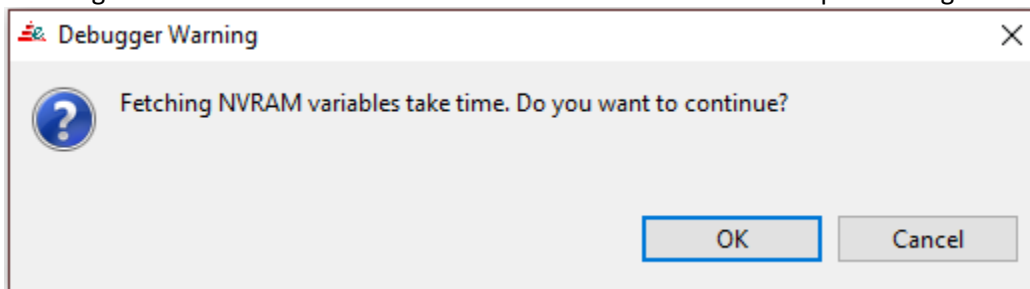 Debugger Warning
Fetching NVRAM variables take time. Do you want to continue?
OK
Cancel